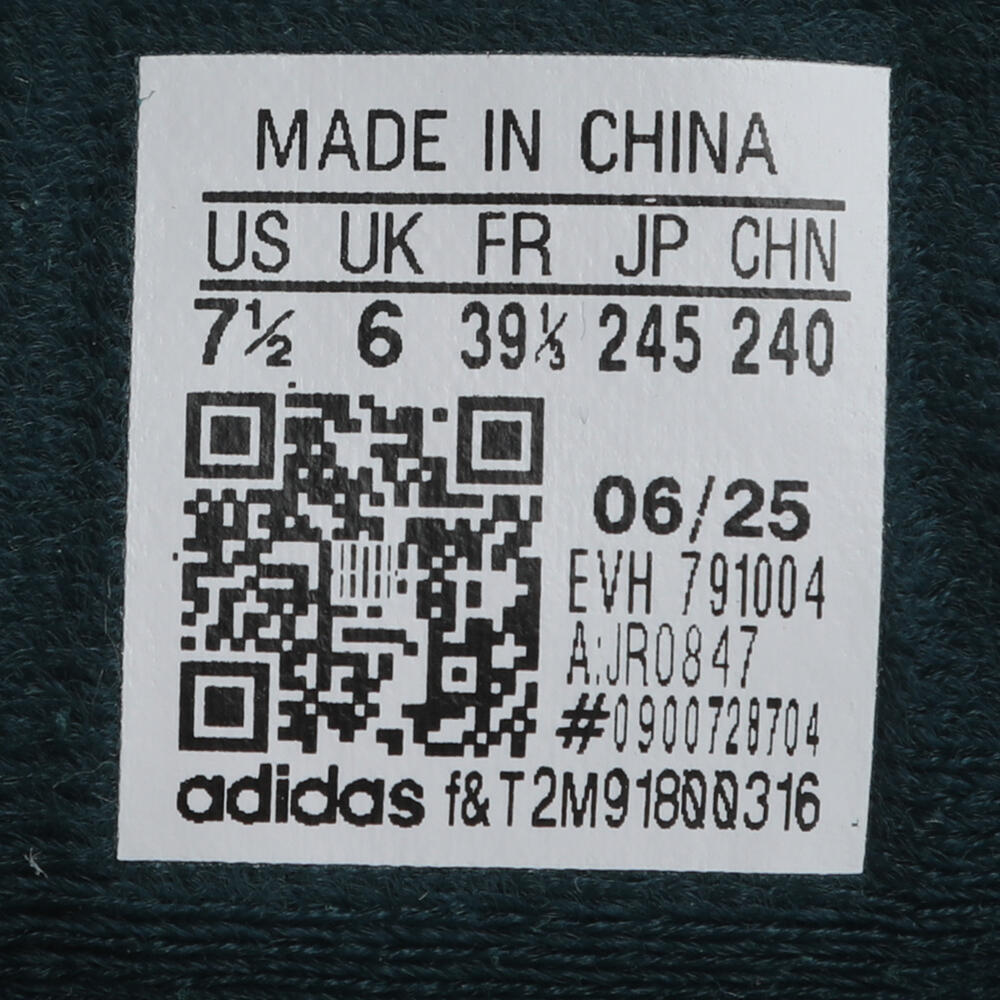 MADE IN CHINA
US UK FR JP CHN
7½ 6 39⅓ 245 240
06/25
EVH 791004
A:JR0847
#0900728704
adidas f&T2M91800316